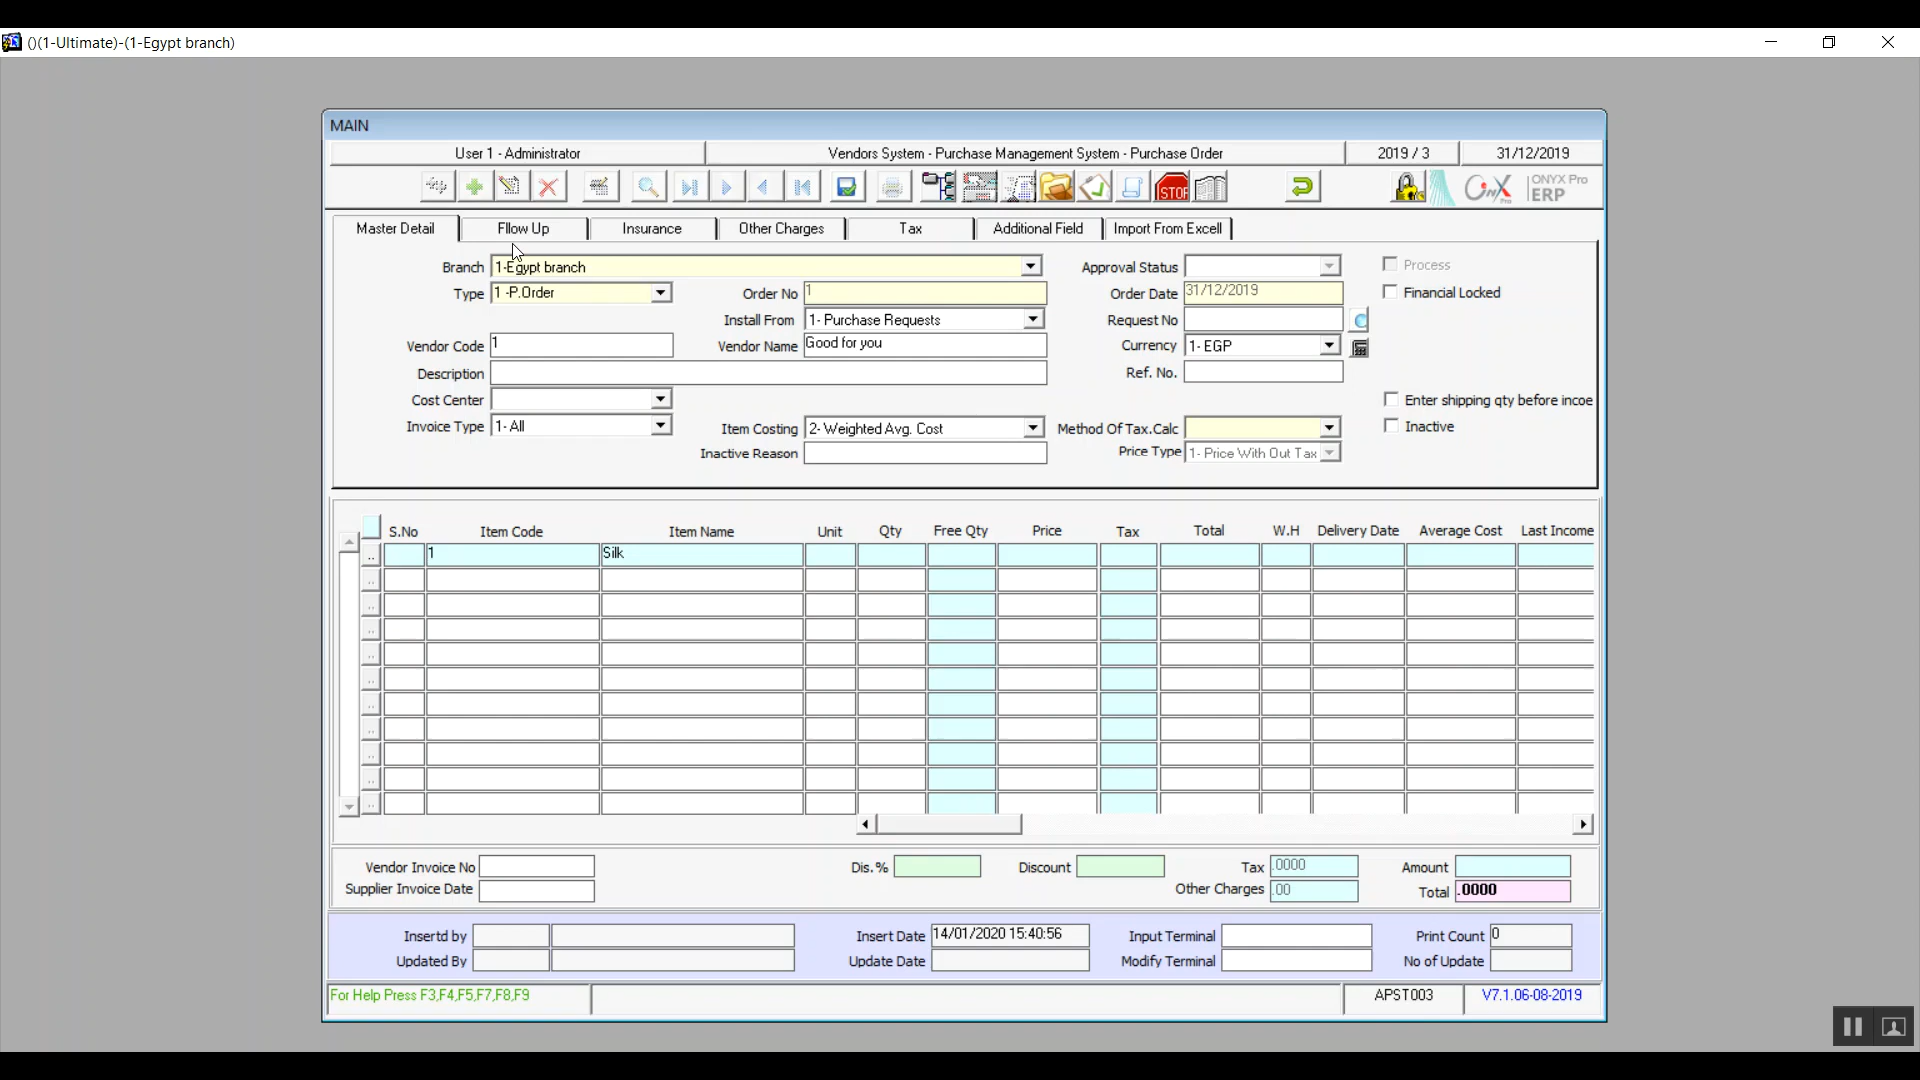 ()(1-Ultimate)-(1-Egypt branch)
MAIN
User 1 - Administrator
Vendors System - Purchase Management System - Purchase Order
2019 / 3
31/12/2019
STOP
Onyx Pro
ONYX Pro
ERP
Master Detail
Fllow Up
Insurance
Other Charges
Tax
Additional Field
Import From Excell
Branch 1-Egypt branch
Approval Status
Process
Type 1 -P.Order
Order No 1
Order Date 31/12/2019
Financial Locked
Install From 1- Purchase Requests
Request No
Vendor Code 1
Vendor Name Good for you
Currency 1- EGP
Description
Ref. No.
Cost Center
Enter shipping qty before incoe
Invoice Type 1- All
Item Costing 2- Weighted Avg. Cost
Method Of Tax.Calc
Inactive
Inactive Reason
Price Type 1- Price With Out Tax
S.No Item Code Item Name Unit Qty Free Qty Price Tax Total W.H Delivery Date Average Cost Last Income
1 Silk
Vendor Invoice No
Dis.%
Discount
Tax .0000
Amount
Supplier Invoice Date
Other Charges .00
Total .0000
Insertd by
Insert Date 14/01/2020 15:40:56
Input Terminal
Print Count 0
Updated By
Update Date
Modify Terminal
No of Update
For Help Press F3,F4,F5,F7,F8,F9
APST003
V7.1.06-08-2019